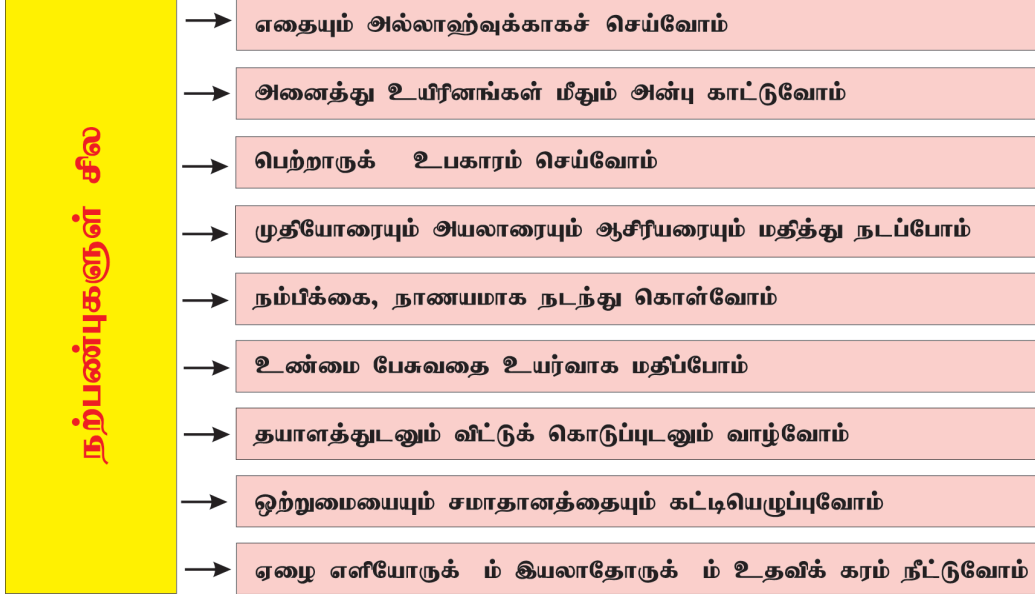 நற்பண்புகளுள் சில
எதையும் அல்லாஹ்வுக்காகச் செய்வோம்
அனைத்து உயிரினங்கள் மீதும் அன்பு காட்டுவோம்
பெற்றாருக் உபகாரம் செய்வோம்
முதியோரையும் அயலாரையும் ஆசிரியரையும் மதித்து நடப்போம்
நம்பிக்கை, நாணயமாக நடந்து கொள்வோம்
உண்மை பேசுவதை உயர்வாக மதிப்போம்
தயாளத்துடனும் விட்டுக் கொடுப்புடனும் வாழ்வோம்
ஒற்றுமையையும் சமாதானத்தையும் கட்டியெழுப்புவோம்
ஏழை எளியோருக் ம் இயலாதோருக் ம் உதவிக் கரம் நீட்டுவோம்